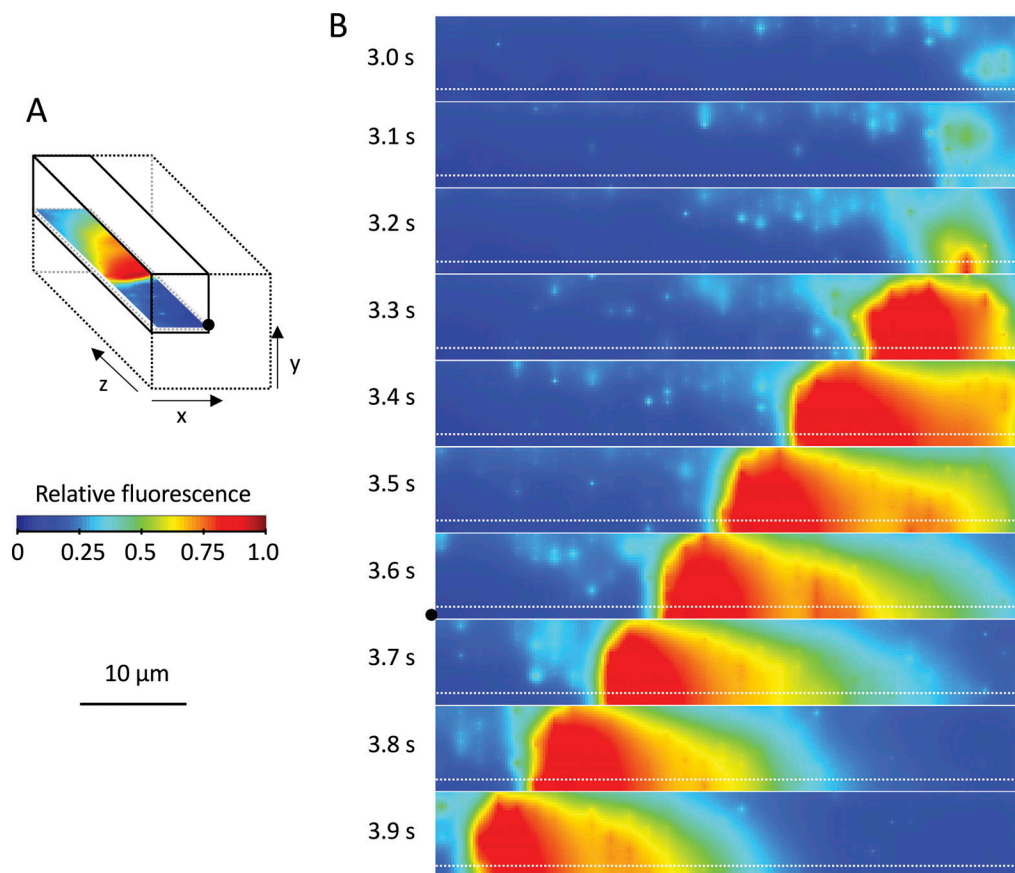 A
z
x
y
Relative fluorescence
0 0.25 0.5 0.75 1.0
10 µm
B
3.0 s
3.1 s
3.2 s
3.3 s
3.4 s
3.5 s
3.6 s
3.7 s
3.8 s
3.9 s